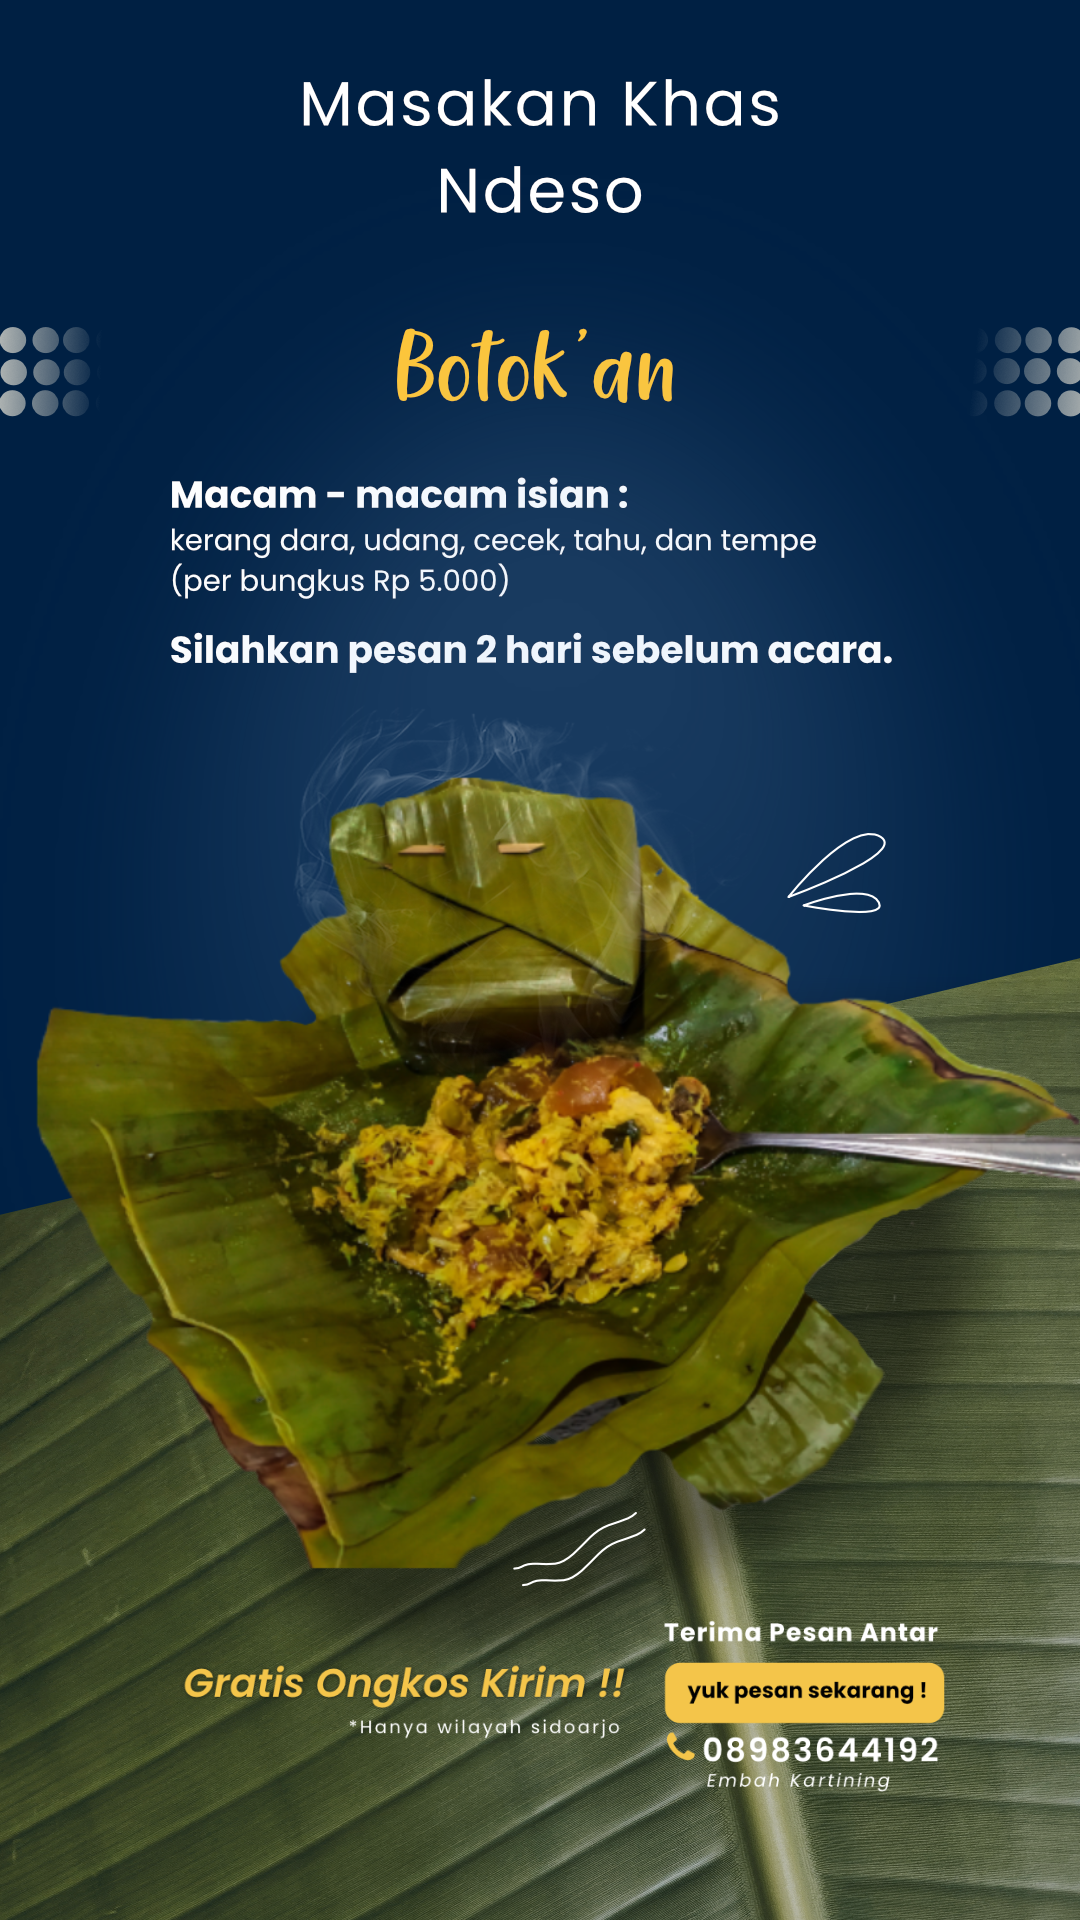 Masakan Khas
Ndeso
Botok'an
Macam - macam isian :
kerang dara, udang, cecek, tahu, dan tempe
(per bungkus Rp 5.000)
Silahkan pesan 2 hari sebelum acara.
Terima Pesan Antar
Gratis Ongkos Kirim !!
yuk pesan sekarang !
*Hanya wilayah sidoarjo
08983644192
Embah Kartining